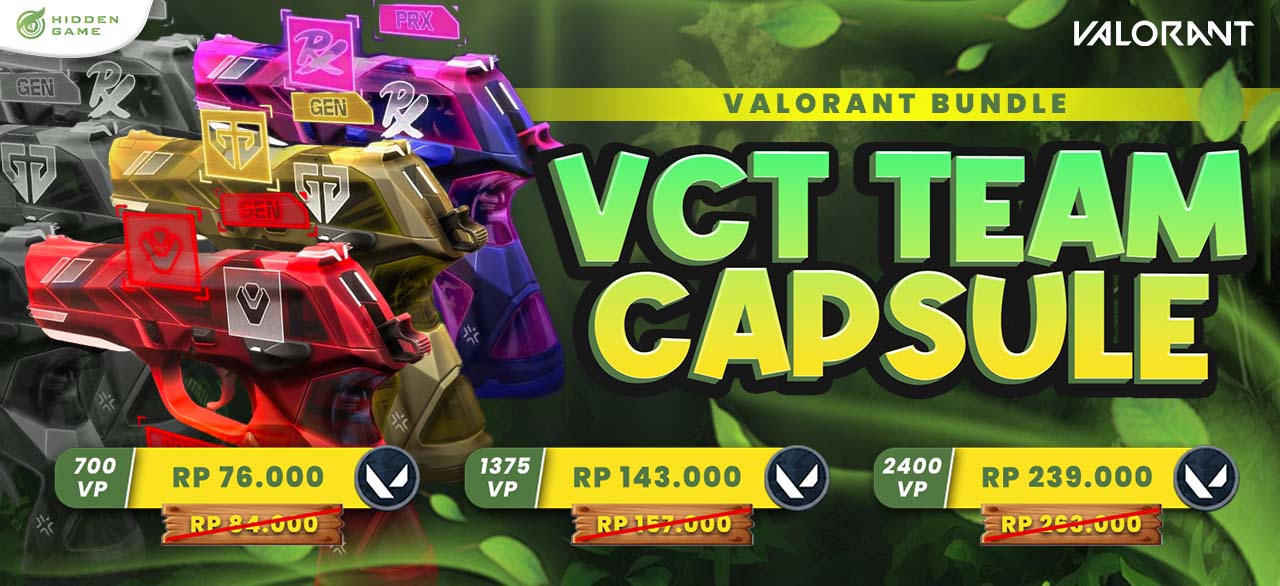 HIDDEN
GAME
VALORANT
PRX
GEN
GEN
GEN
VALORANT BUNDLE
VCT TEAM
CAPSULE
700
VP
RP 76.000
RP 84.000
1375
VP
RP 143.000
RP 157.000
2400
VP
RP 239.000
RP 263.000